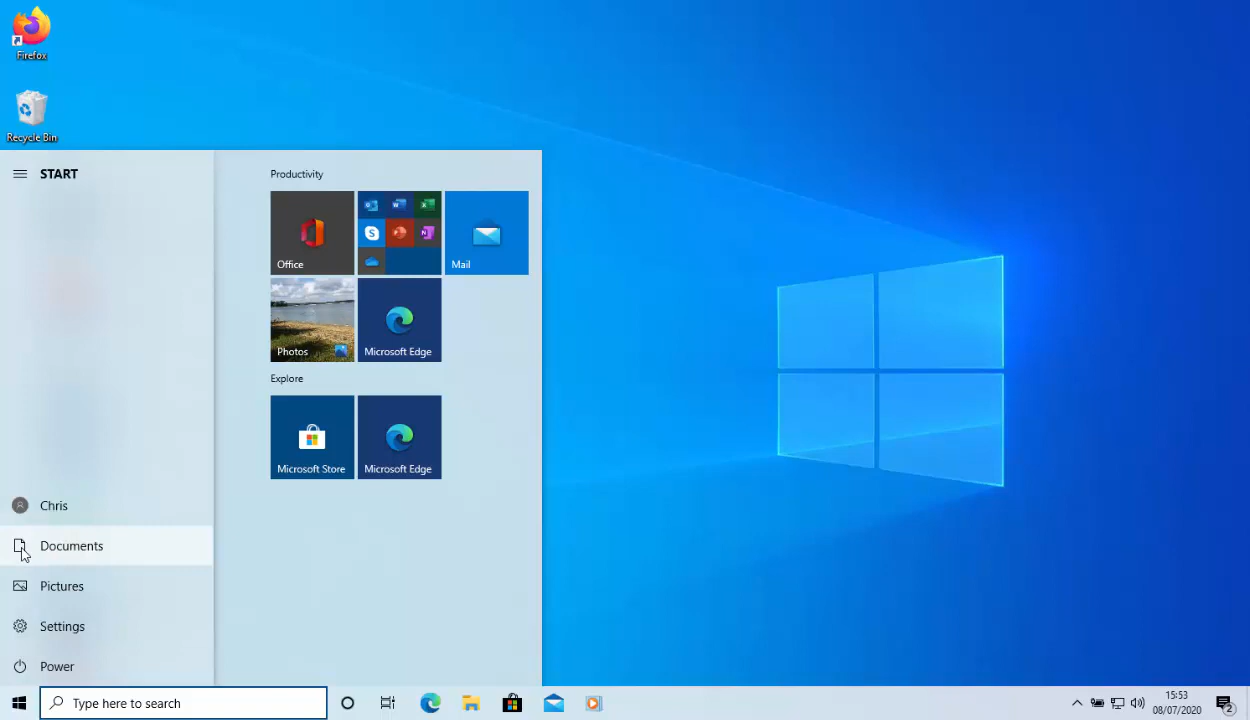 Firefox
Recycle Bin
START
Productivity
Office
Mail
Photos
Microsoft Edge
Explore
Microsoft Store
Microsoft Edge
Chris
Documents
Pictures
Settings
Power
Type here to search
15:53
08/07/2020
2